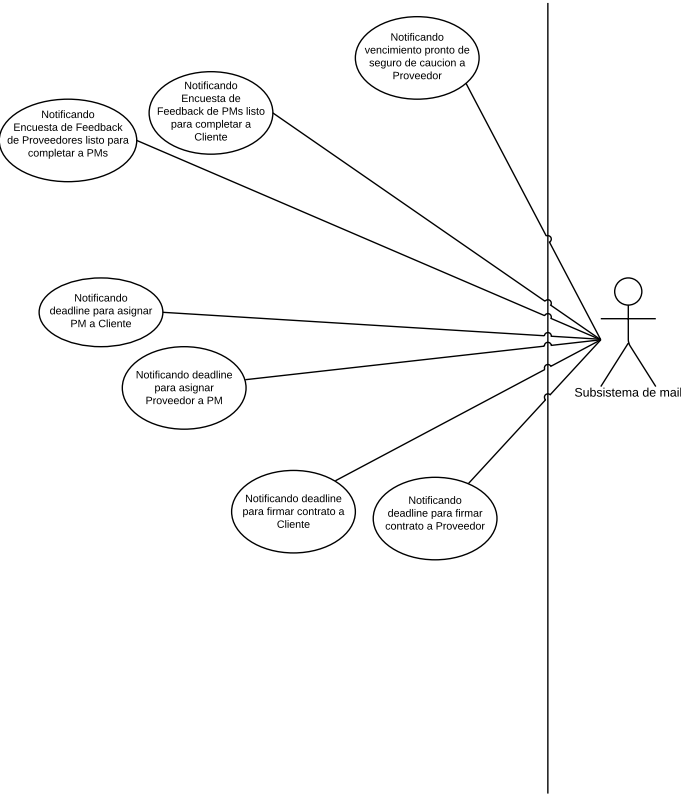 Notificando
vencimiento pronto de
seguro de caucion a
Proveedor
Notificando
Encuesta de
Feedback de PMs listo
para completar a
Cliente
Notificando
Encuesta de Feedback
de Proveedores listo para
completar a PMs
Notificando
deadline para asignar
PM a Cliente
Notificando deadline
para asignar
Proveedor a PM
Subsistema de mail
Notificando deadline
para firmar contrato a
Cliente
Notificando
deadline para firmar
contrato a Proveedor